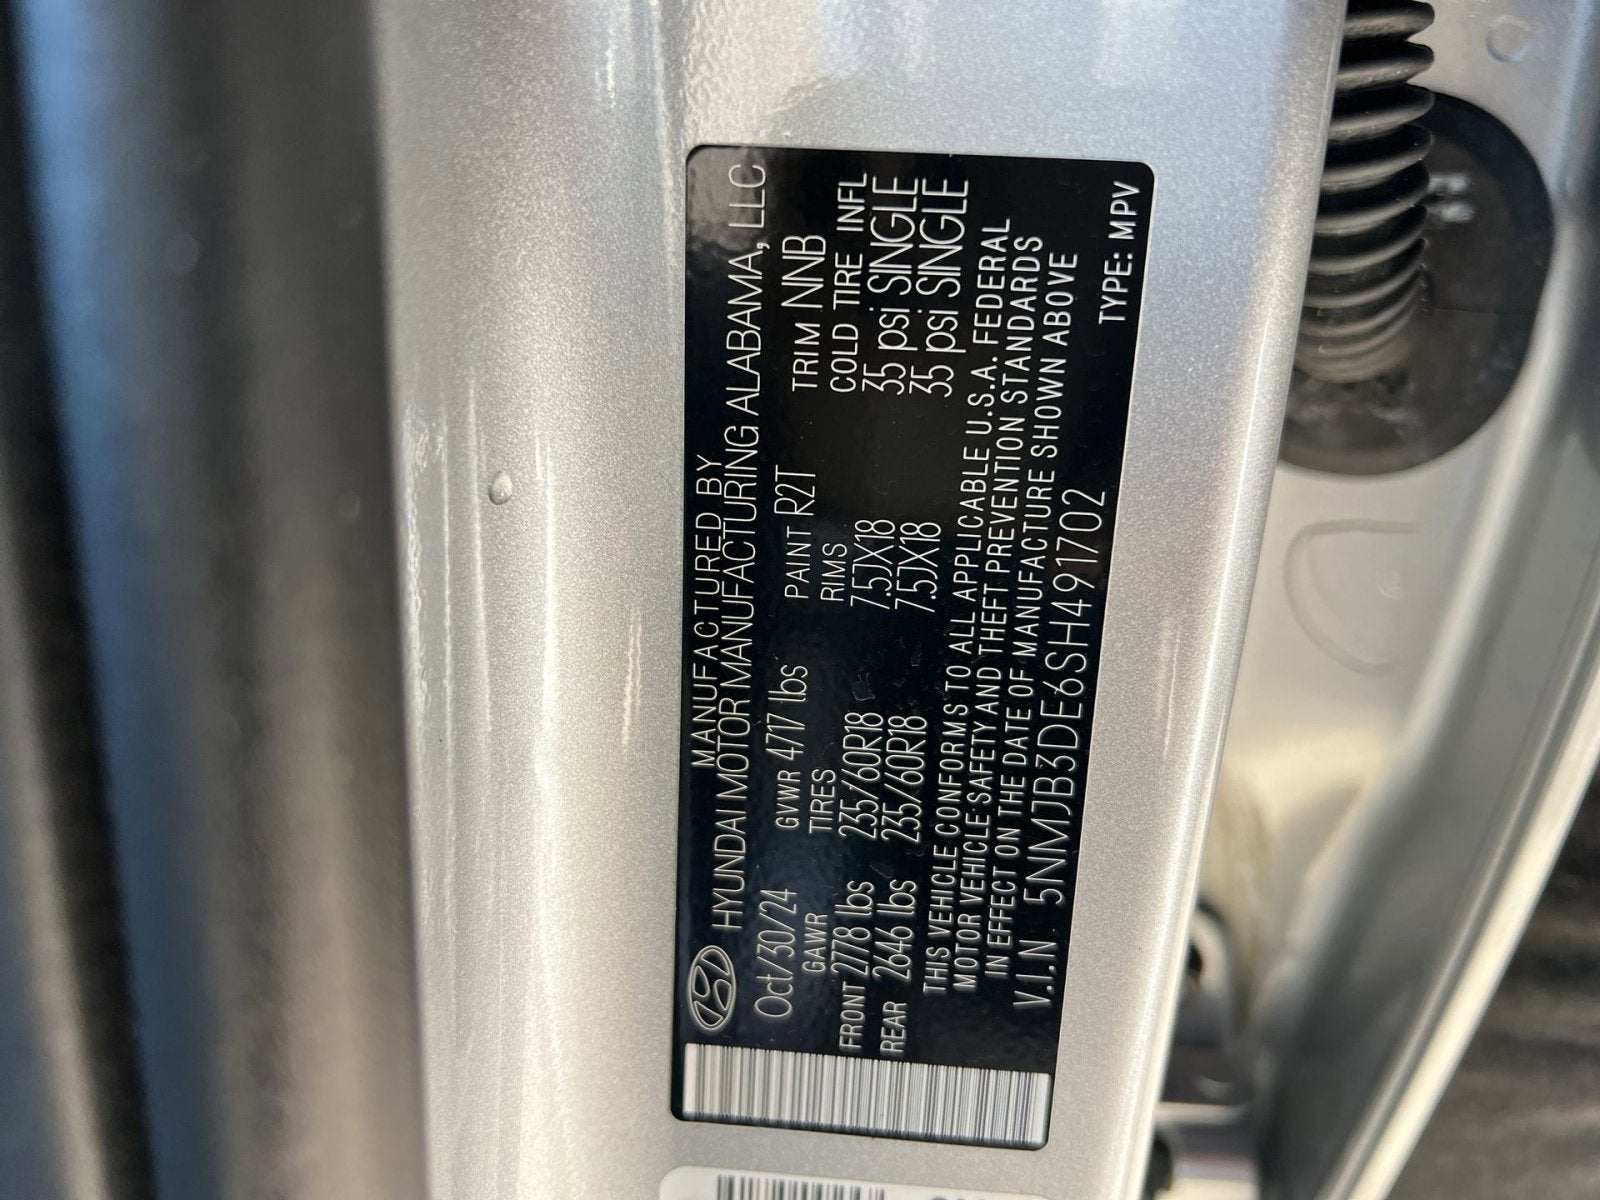 MANUFACTURED BY
HYUNDAI MOTOR MANUFACTURING ALABAMA, LLC
Oct/30/24 GVWR 4717 lbs PAINT R2T TRIM NNB
GAWR TIRES RIMS COLD TIRE INFL
FRONT 2778 lbs 235/60R18 7.5JX18 35 psi SINGLE
REAR 2646 lbs 235/60R18 7.5JX18 35 psi SINGLE
THIS VEHICLE CONFORMS TO ALL APPLICABLE U.S.A. FEDERAL
MOTOR VEHICLE SAFETY AND THEFT PREVENTION STANDARDS
IN EFFECT ON THE DATE OF MANUFACTURE SHOWN ABOVE
V.I.N 5NMJB3DE6SH491702 TYPE: MPV